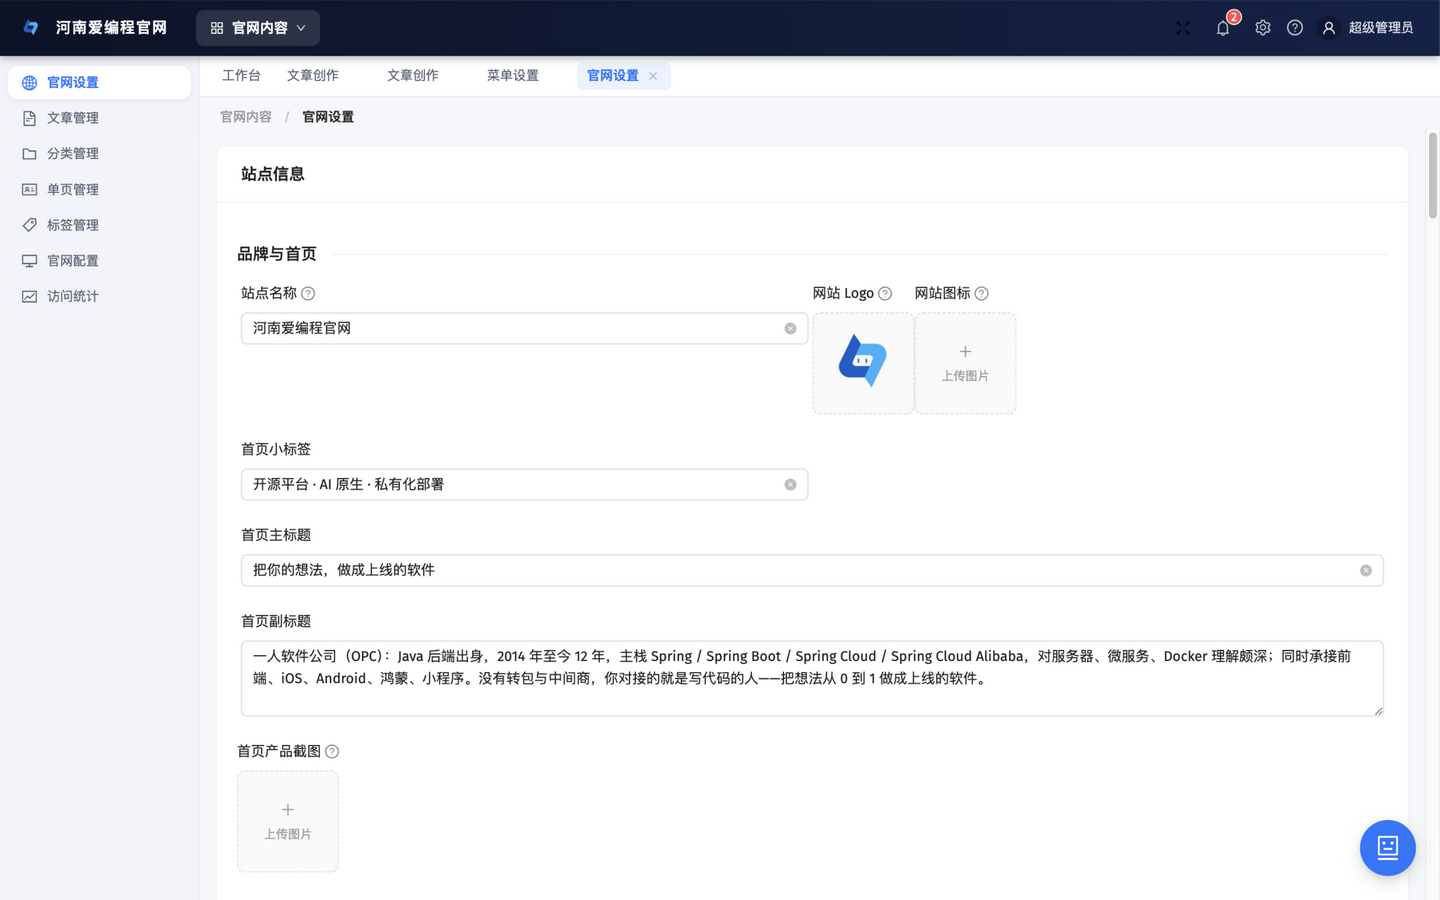 河南爱编程官网
官网内容
2
超级管理员
官网设置
文章管理
分类管理
单页管理
标签管理
官网配置
访问统计
工作台
文章创作
文章创作
菜单设置
官网设置
官网内容 / 官网设置
站点信息
品牌与首页
站点名称
河南爱编程官网
网站 Logo
网站图标
上传图片
首页小标签
开源平台 · AI 原生 · 私有化部署
首页主标题
把你的想法，做成上线的软件
首页副标题
一人软件公司（OPC）：Java 后端出身，2014 年至今 12 年，主栈 Spring / Spring Boot / Spring Cloud / Spring Cloud Alibaba，对服务器、微服务、Docker 理解颇深；同时承接前
端、iOS、Android、鸿蒙、小程序。没有转包与中间商，你对接的就是写代码的人——把想法从 0 到 1 做成上线的软件。
首页产品截图
上传图片